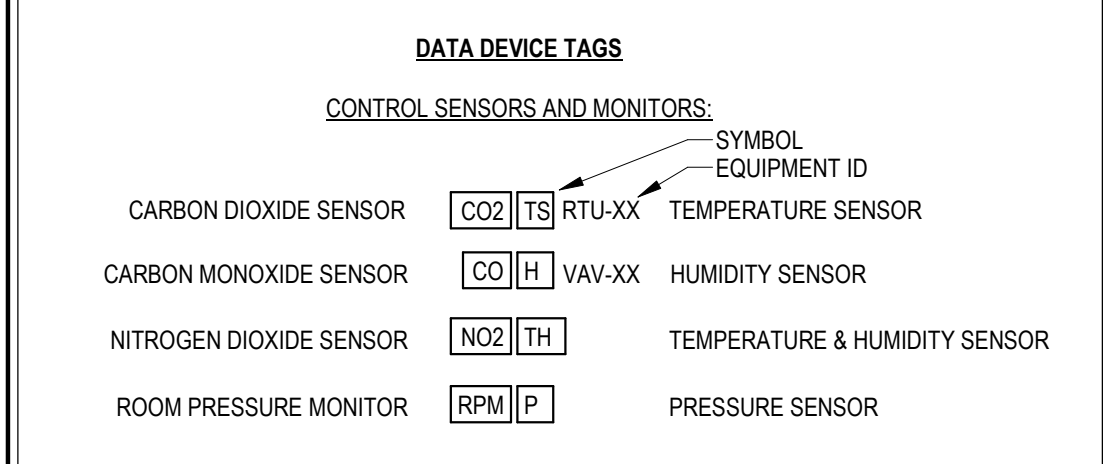 DATA DEVICE TAGS
CONTROL SENSORS AND MONITORS:
SYMBOL
EQUIPMENT ID
CARBON DIOXIDE SENSOR CO2 TS RTU-XX TEMPERATURE SENSOR
CARBON MONOXIDE SENSOR CO H VAV-XX HUMIDITY SENSOR
NITROGEN DIOXIDE SENSOR NO2 TH TEMPERATURE & HUMIDITY SENSOR
ROOM PRESSURE MONITOR RPM P PRESSURE SENSOR